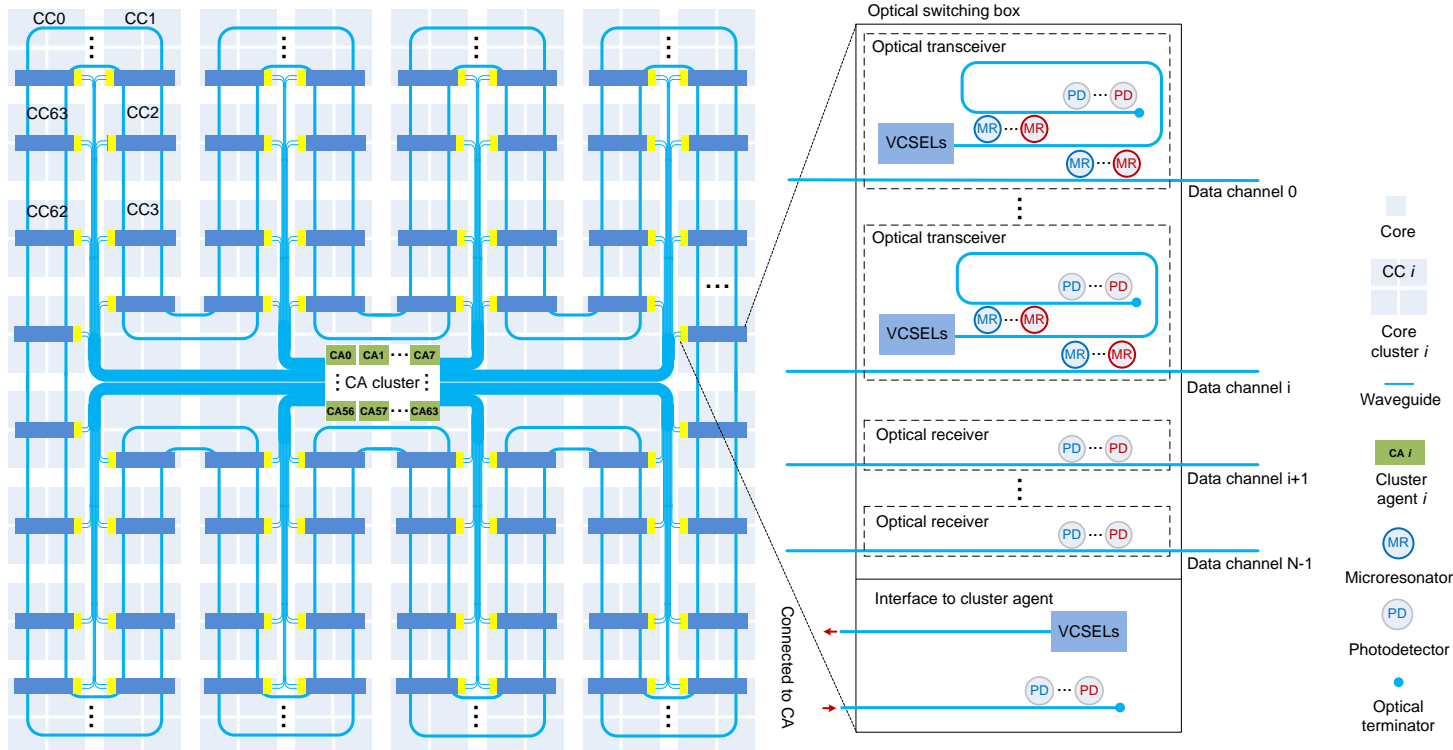 CC0
CC1
CC63
CC2
CC62
CC3
CA0
CA1
CA7
CA cluster
CA56
CA57
CA63
Optical switching box
Optical transceiver
PD
PD
VCSELs
MR
MR
MR
MR
Data channel 0
Optical transceiver
PD
PD
VCSELs
MR
MR
MR
MR
Data channel i
Optical receiver
PD
PD
Data channel i+1
Optical receiver
PD
PD
Data channel N-1
Interface to cluster agent
VCSELs
PD
PD
Connected to CA
Core
CC i
Core
cluster i
Waveguide
CA i
Cluster
agent i
MR
Microresonator
PD
Photodetector
Optical
terminator